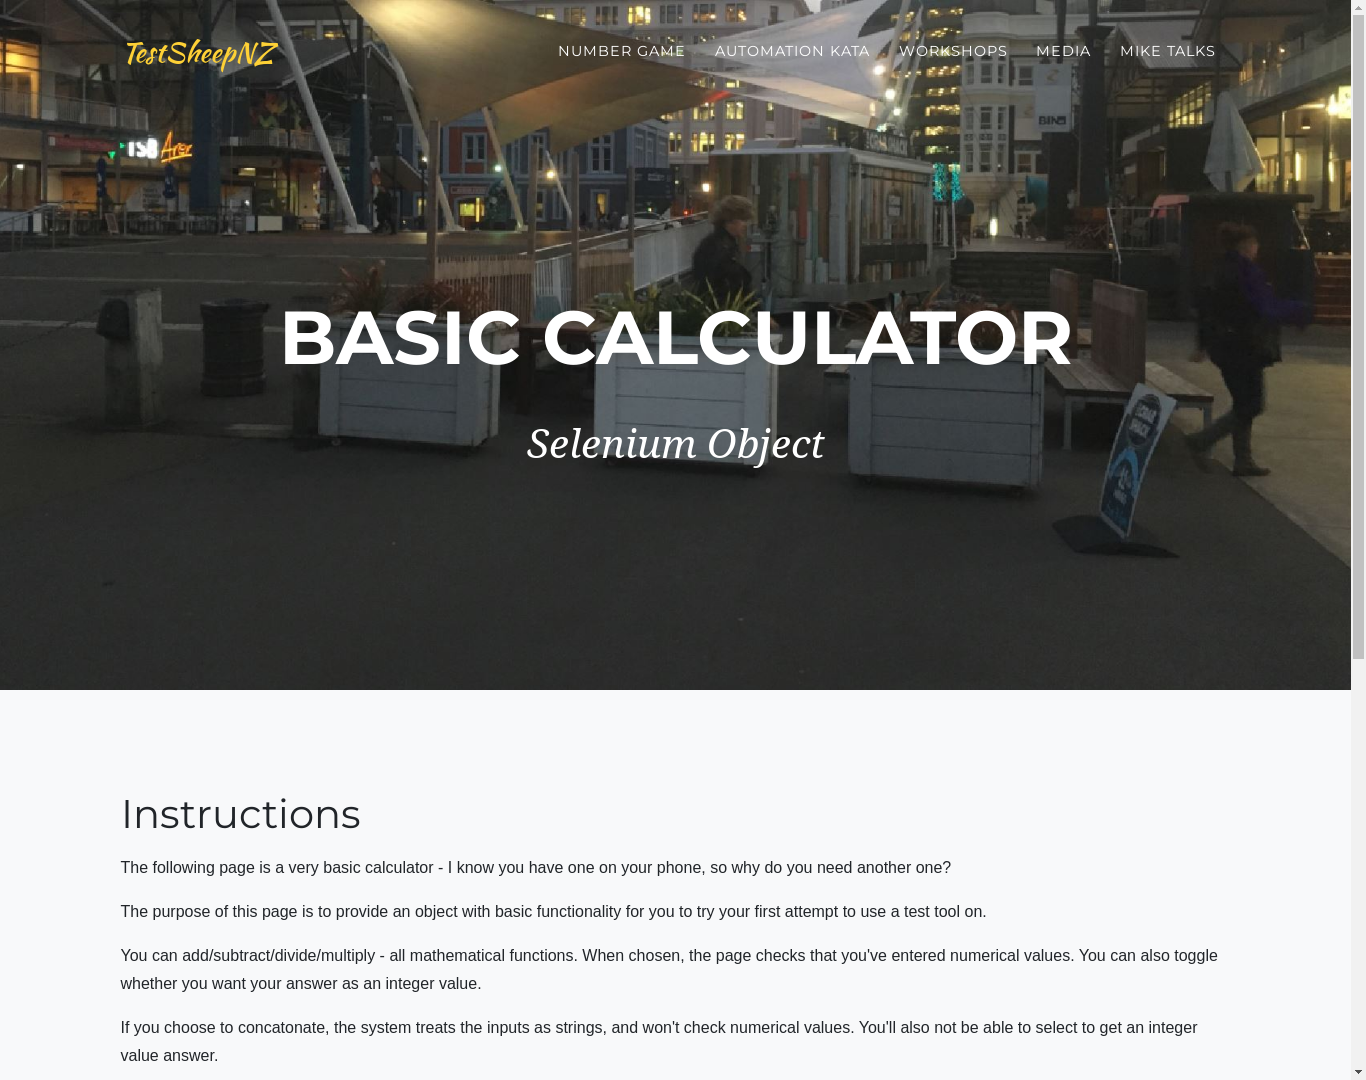 TestSheepNZ
NUMBER GAME AUTOMATION KATA WORKSHOPS MEDIA MIKE TALKS
TSB Arena
BASIC CALCULATOR
Selenium Object
Instructions
The following page is a very basic calculator - I know you have one on your phone, so why do you need another one?
The purpose of this page is to provide an object with basic functionality for you to try your first attempt to use a test tool on.
You can add/subtract/divide/multiply - all mathematical functions. When chosen, the page checks that you've entered numerical values. You can also toggle
whether you want your answer as an integer value.
If you choose to concatonate, the system treats the inputs as strings, and won't check numerical values. You'll also not be able to select to get an integer
value answer.